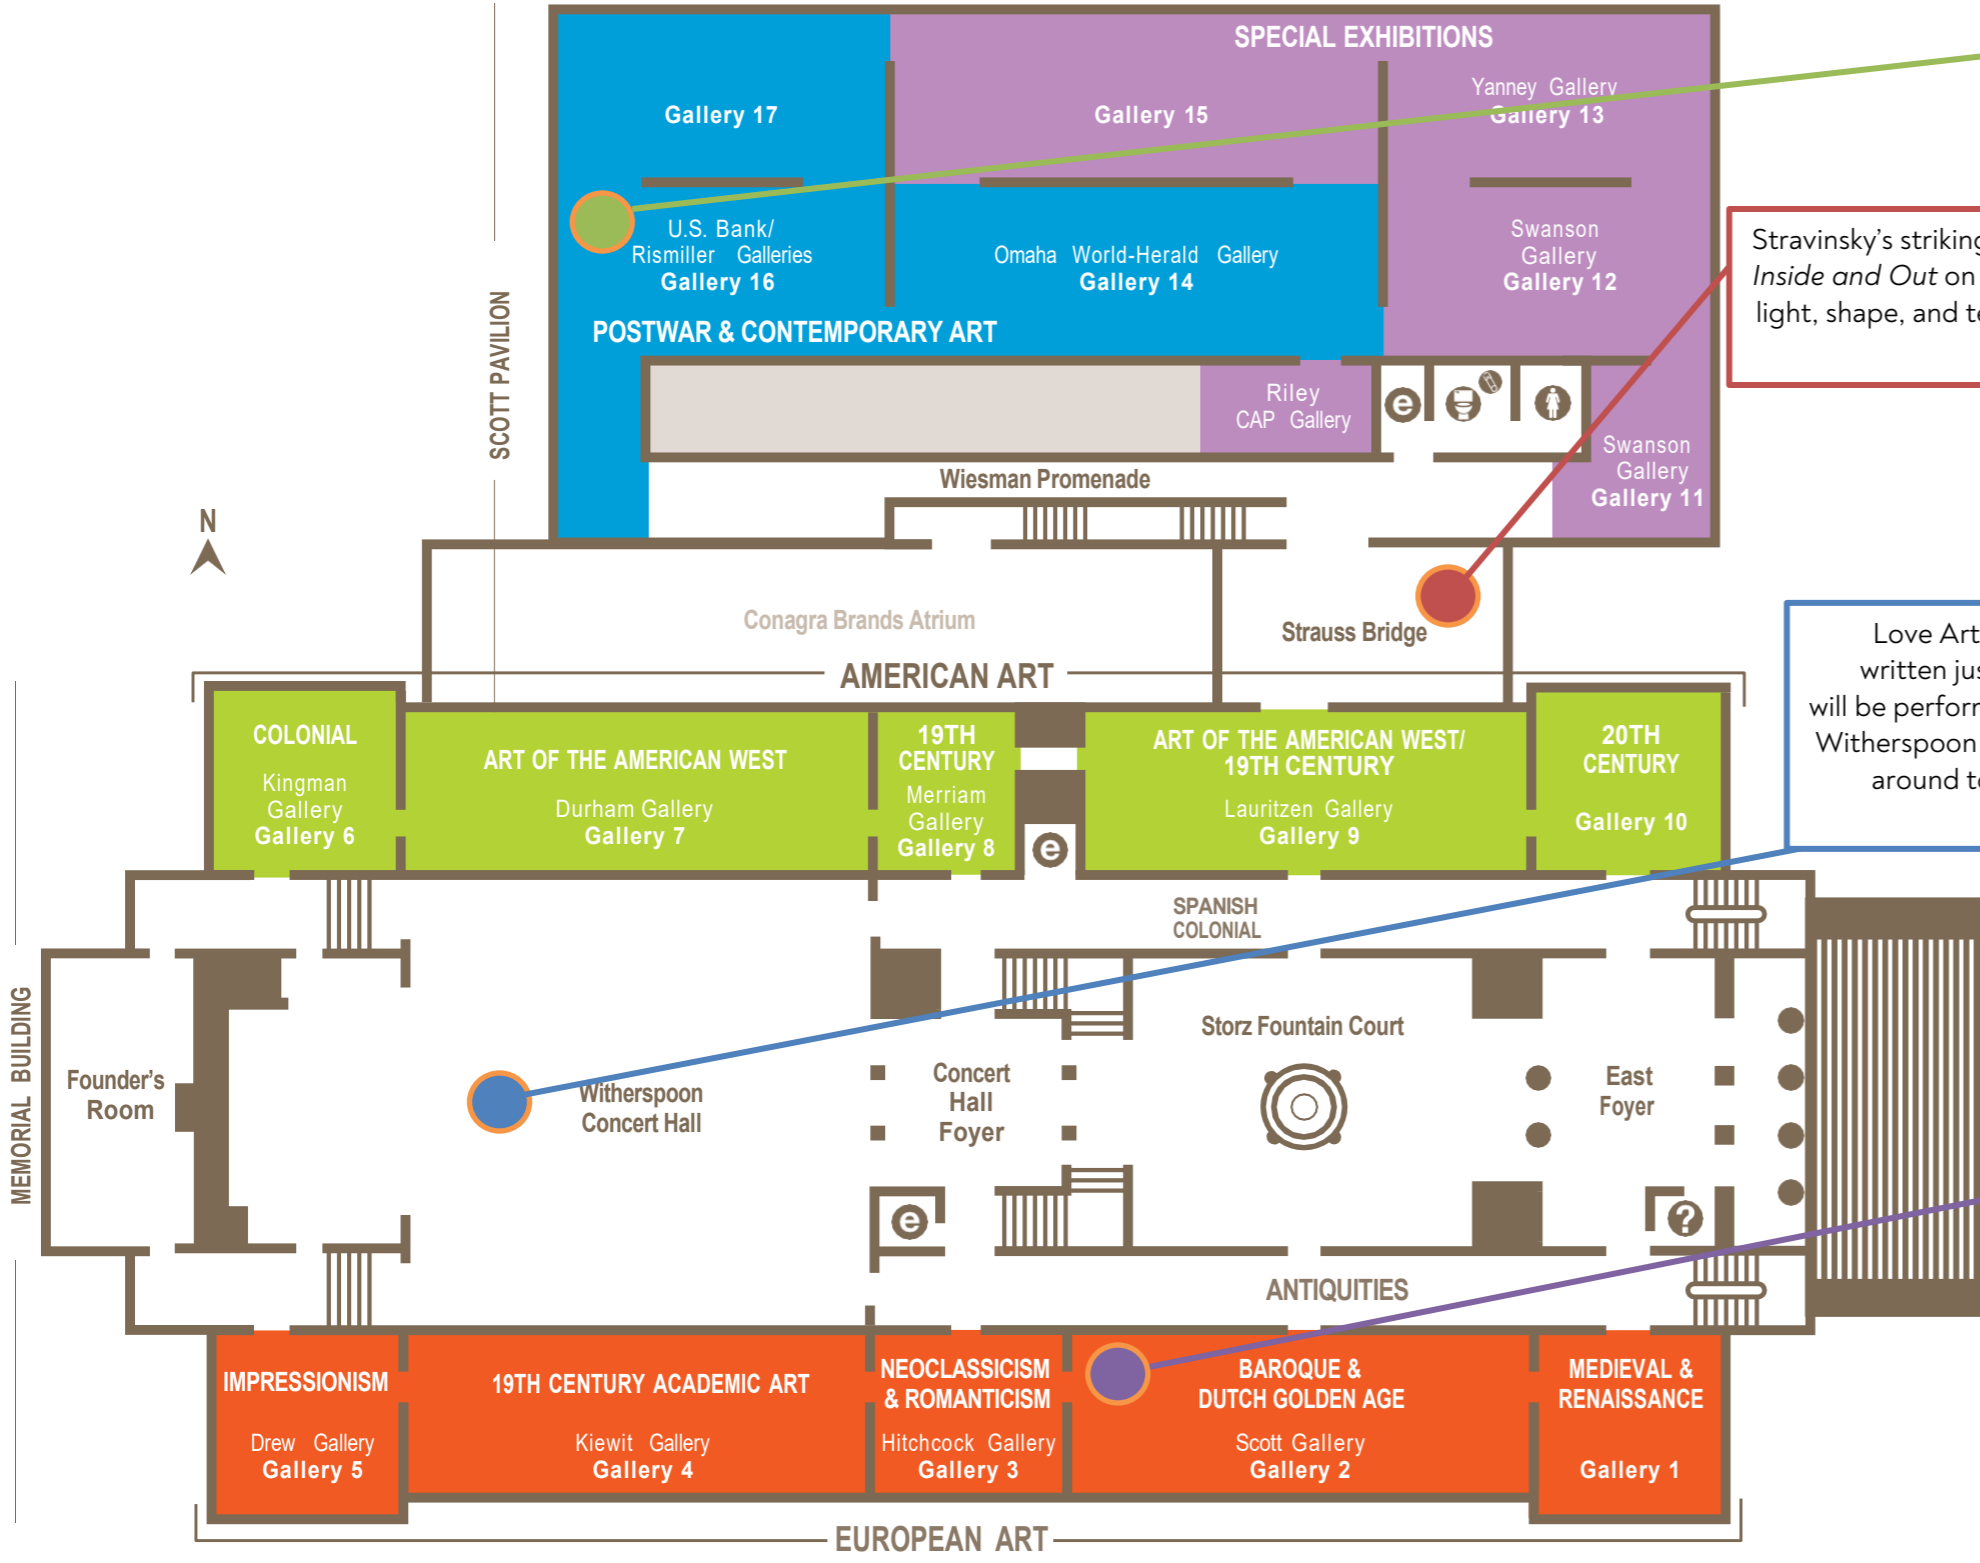 SPECIAL EXHIBITIONS
Gallery 17
Gallery 15
Yanney Gallery
Gallery 13
U.S. Bank/
Rismiller Galleries
Gallery 16
Omaha World-Herald Gallery
Gallery 14
Swanson
Gallery
Gallery 12
POSTWAR & CONTEMPORARY ART
SCOTT PAVILION
Stravinsky's striking
Inside and Out on
light, shape, and te
Riley
CAP Gallery
e
Swanson
Gallery
Gallery 11
Wiesman Promenade
N
Conagra Brands Atrium
Strauss Bridge
Love Art
written jus
will be perform
Witherspoon
around to
AMERICAN ART
COLONIAL
Kingman
Gallery
Gallery 6
ART OF THE AMERICAN WEST
Durham Gallery
Gallery 7
19TH
CENTURY
Merriam
Gallery
Gallery 8
ART OF THE AMERICAN WEST/
19TH CENTURY
Lauritzen Gallery
Gallery 9
20TH
CENTURY
Gallery 10
e
SPANISH
COLONIAL
MEMORIAL BUILDING
Founder's
Room
Witherspoon
Concert Hall
Concert
Hall
Foyer
Storz Fountain Court
East
Foyer
e
?
ANTIQUITIES
IMPRESSIONISM
Drew Gallery
Gallery 5
19TH CENTURY ACADEMIC ART
Kiewit Gallery
Gallery 4
NEOCLASSICISM
& ROMANTICISM
Hitchcock Gallery
Gallery 3
BAROQUE &
DUTCH GOLDEN AGE
Scott Gallery
Gallery 2
MEDIEVAL &
RENAISSANCE
Gallery 1
EUROPEAN ART